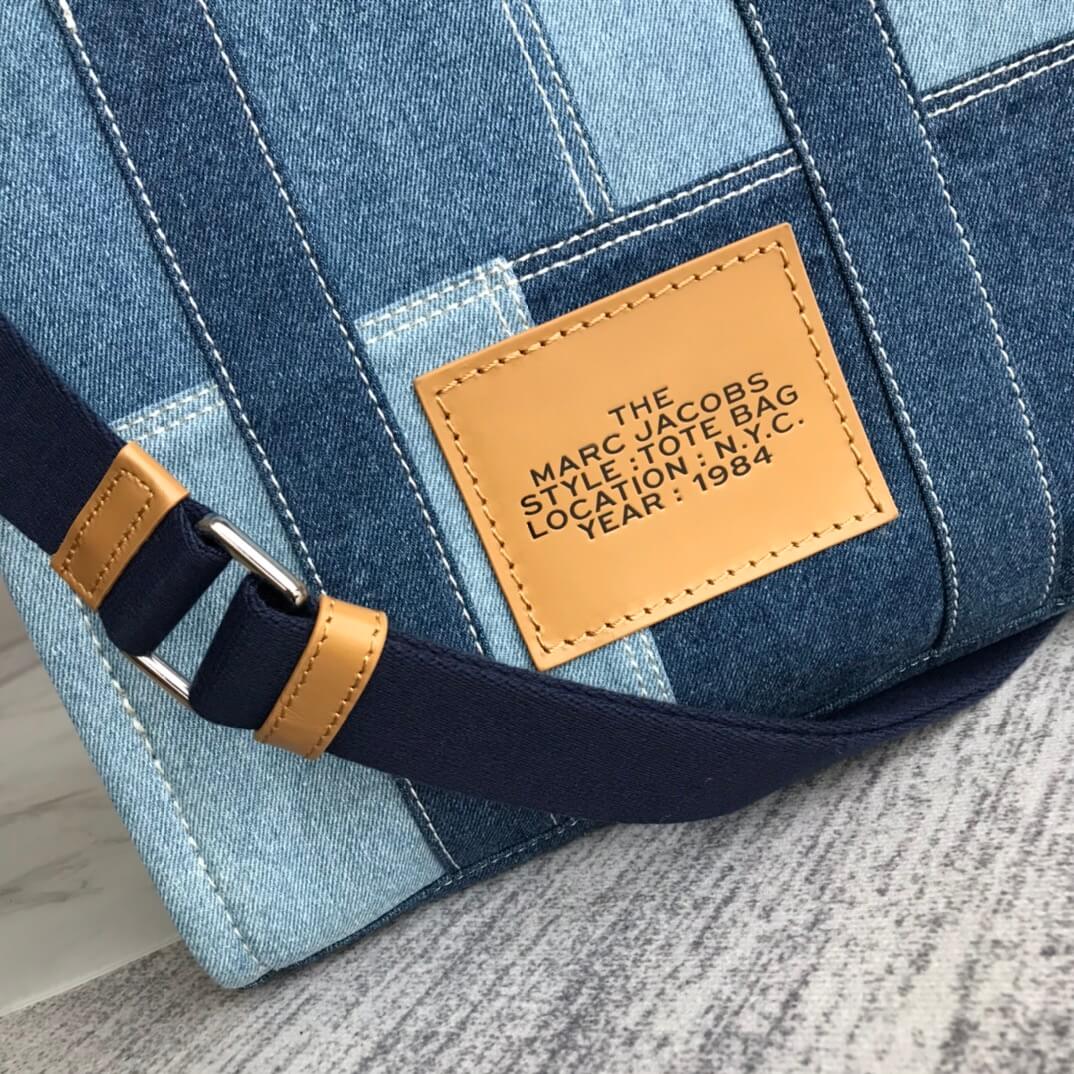 THE
MARC JACOBS
STYLE : TOTE BAG
LOCATION : N.Y.C.
YEAR : 1984